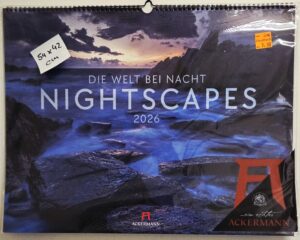 54 x 42
cm
DIE WELT BEI NACHT
NIGHTSCAPES
2026
ACKERMANN
ACKERMANN